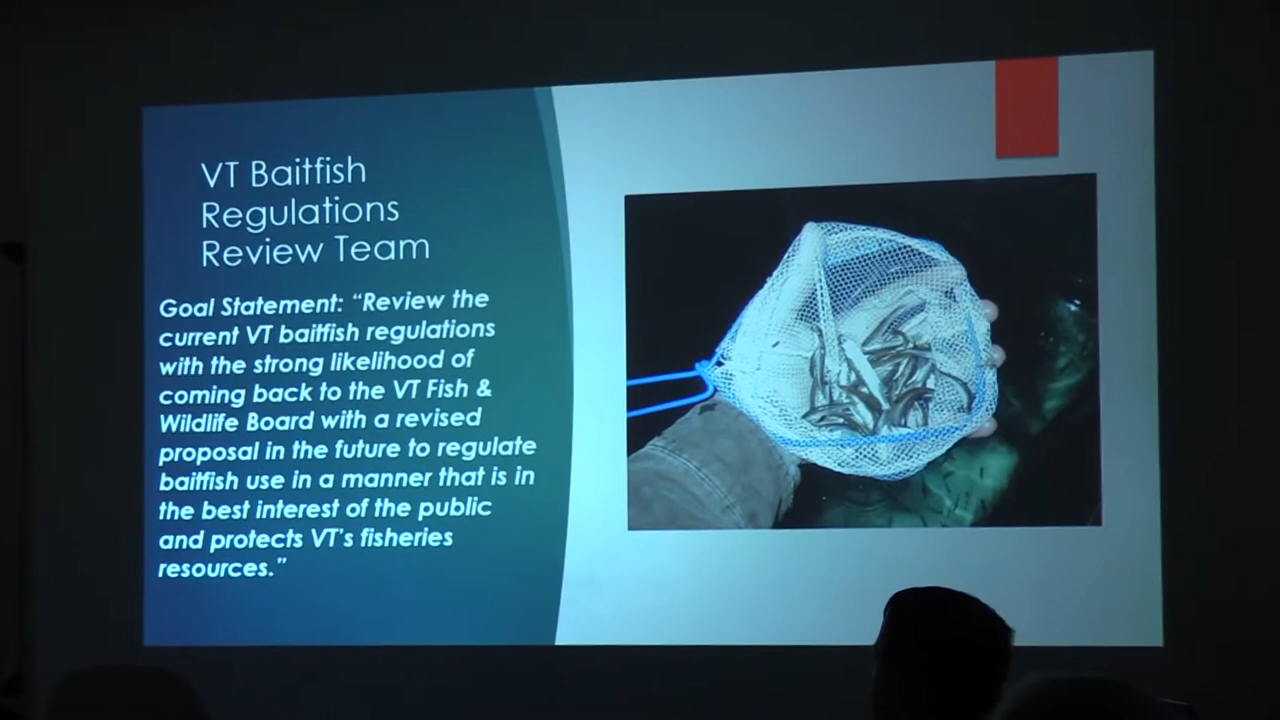 VT Baitfish
Regulations
Review Team
Goal Statement: “Review the
current VT baitfish regulations
with the strong likelihood of
coming back to the VT Fish &
Wildlife Board with a revised
proposal in the future to regulate
baitfish use in a manner that is in
the best interest of the public
and protects VT’s fisheries
resources.”